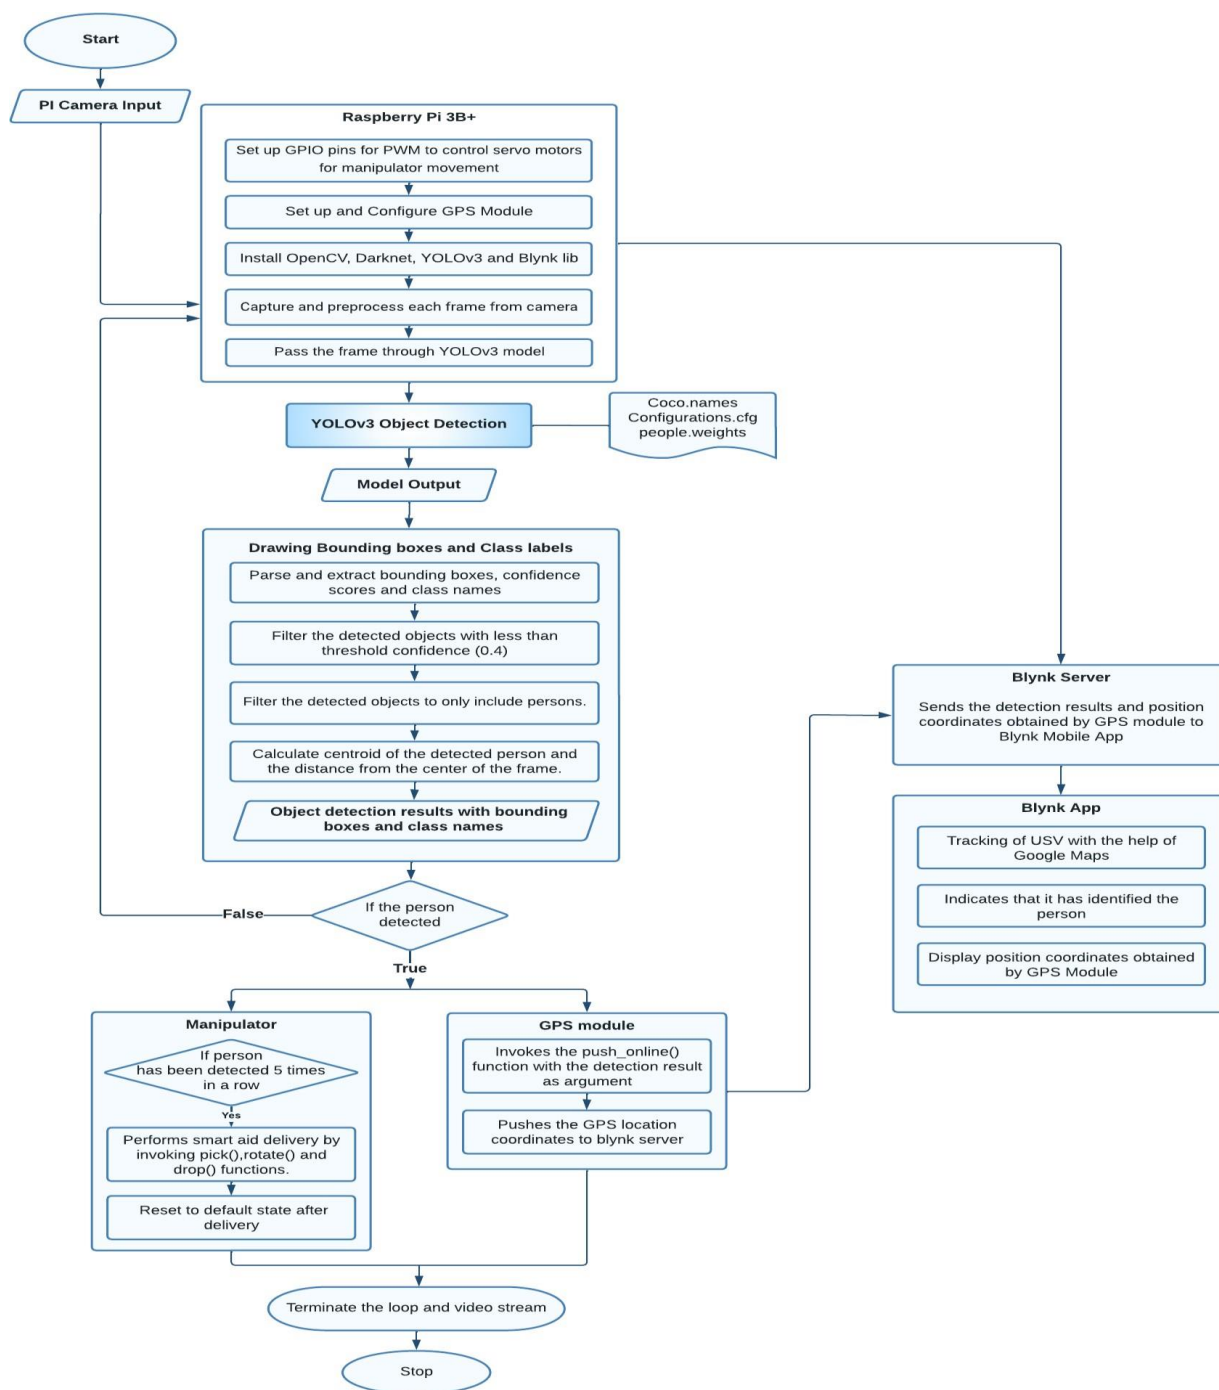 Start
PI Camera Input
Raspberry Pi 3B+
Set up GPIO pins for PWM to control servo motors
for manipulator movement
Set up and Configure GPS Module
Install OpenCV, Darknet, YOLOv3 and Blynk lib
Capture and preprocess each frame from camera
Pass the frame through YOLOv3 model
YOLOv3 Object Detection
Coco.names
Configurations.cfg
people.weights
Model Output
Drawing Bounding boxes and Class labels
Parse and extract bounding boxes, confidence
scores and class names
Filter the detected objects with less than
threshold confidence (0.4)
Filter the detected objects to only include persons.
Calculate centroid of the detected person and
the distance from the center of the frame.
Object detection results with bounding
boxes and class names
If the person
detected
False
True
Manipulator
If person
has been detected 5 times
in a row
Yes
Performs smart aid delivery by
invoking pick(),rotate() and
drop() functions.
Reset to default state after
delivery
GPS module
Invokes the push_online()
function with the detection result
as argument
Pushes the GPS location
coordinates to blynk server
Blynk Server
Sends the detection results and position
coordinates obtained by GPS module to
Blynk Mobile App
Blynk App
Tracking of USV with the help of
Google Maps
Indicates that it has identified the
person
Display position coordinates obtained
by GPS Module
Terminate the loop and video stream
Stop